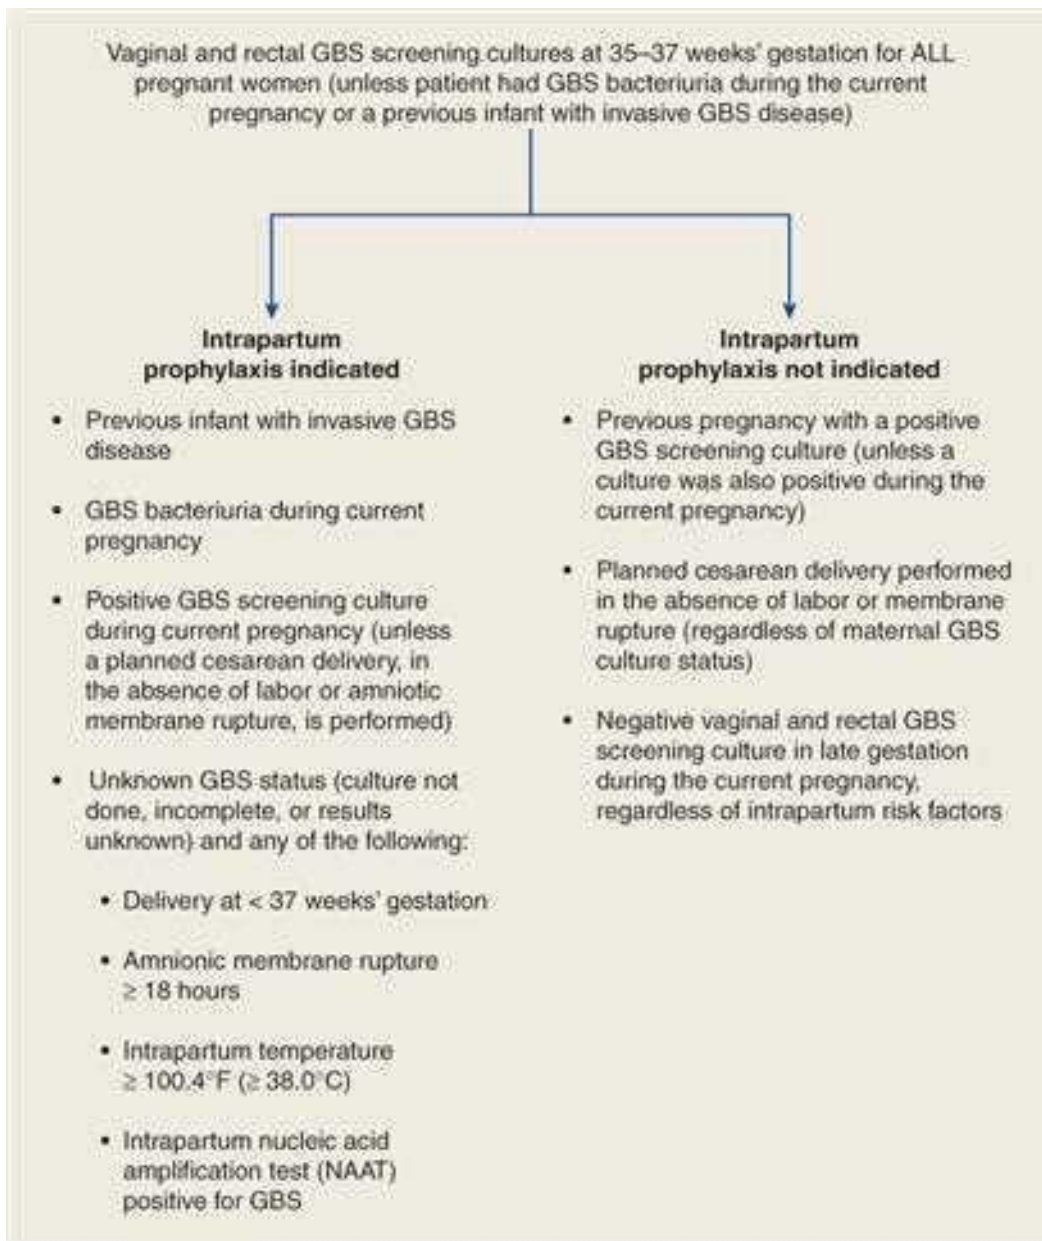 Vaginal and rectal GBS screening cultures at 35–37 weeks' gestation for ALL
pregnant women (unless patient had GBS bacteriuria during the current
pregnancy or a previous infant with invasive GBS disease)
Intrapartum
prophylaxis indicated
• Previous infant with invasive GBS
disease
• GBS bacteriuria during current
pregnancy
• Positive GBS screening culture
during current pregnancy (unless
a planned cesarean delivery, in
the absence of labor or amniotic
membrane rupture, is performed)
• Unknown GBS status (culture not
done, incomplete, or results
unknown) and any of the following:
• Delivery at < 37 weeks' gestation
• Amnionic membrane rupture
≥ 18 hours
• Intrapartum temperature
≥ 100.4°F (≥ 38.0°C)
• Intrapartum nucleic acid
amplification test (NAAT)
positive for GBS
Intrapartum
prophylaxis not indicated
• Previous pregnancy with a positive
GBS screening culture (unless a
culture was also positive during the
current pregnancy)
• Planned cesarean delivery performed
in the absence of labor or membrane
rupture (regardless of maternal GBS
culture status)
• Negative vaginal and rectal GBS
screening culture in late gestation
during the current pregnancy,
regardless of intrapartum risk factors